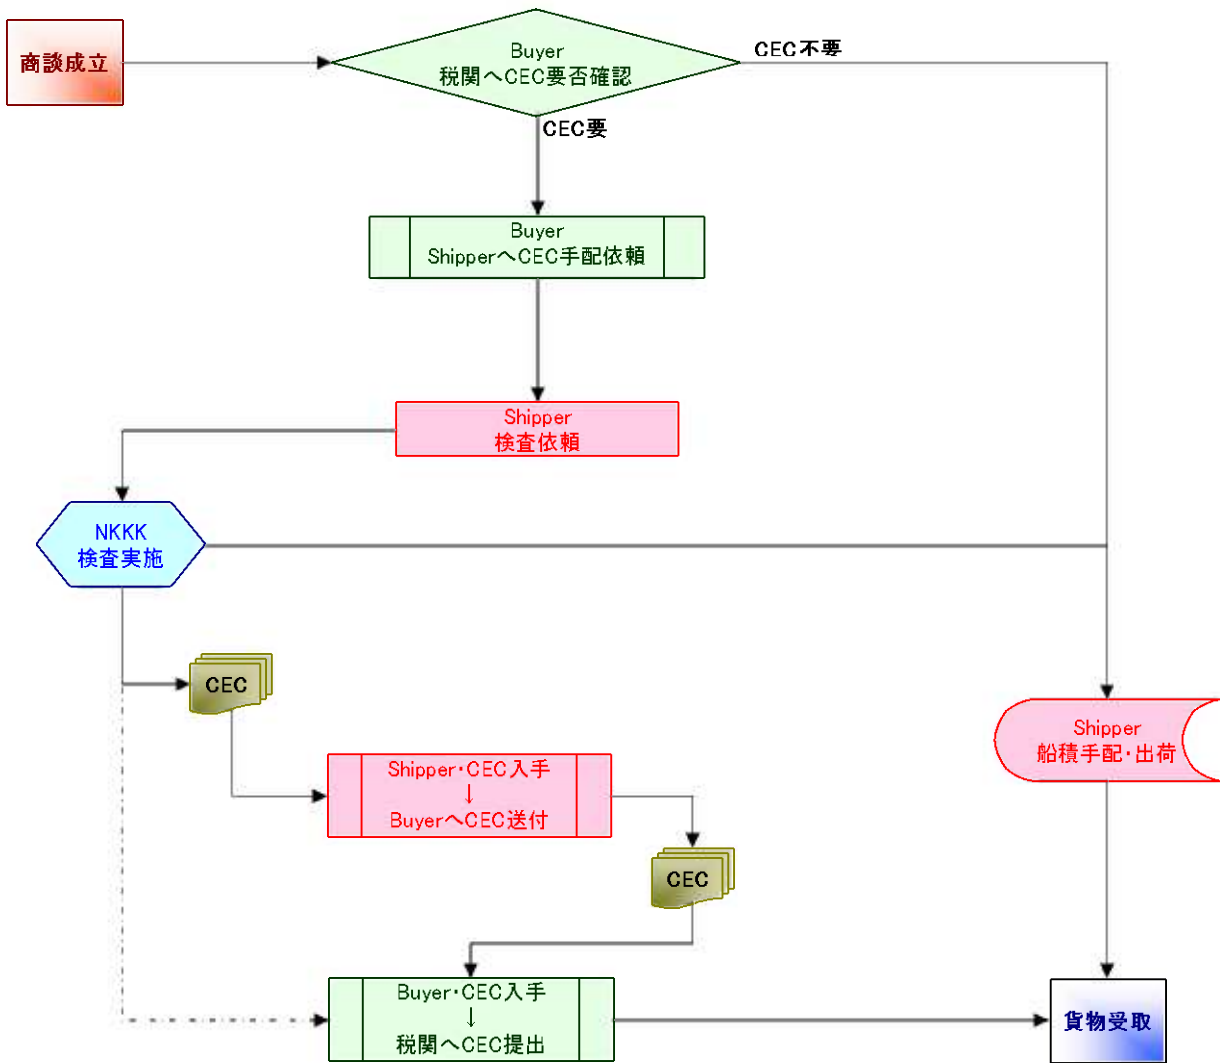 商談成立
Buyer
税関へCEC要否確認
CEC不要
CEC要
Buyer
ShipperへCEC手配依頼
Shipper
検査依頼
NKKK
検査実施
CEC
Shipper・CEC入手
↓
BuyerへCEC送付
Shipper
船積手配・出荷
CEC
Buyer・CEC入手
↓
税関へCEC提出
貨物受取